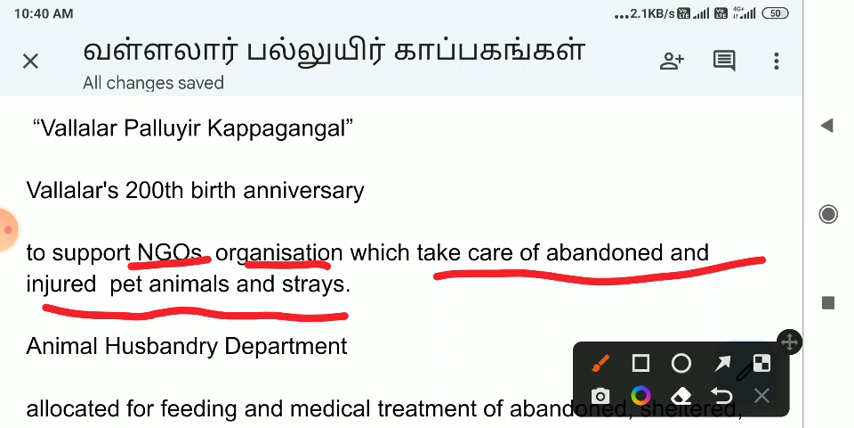 10:40 AM
...2.1KB/s
4G+
50
வள்ளலார் பல்லுயிர் காப்பகங்கள்
All changes saved
“Vallalar Palluyir Kappagangal”
Vallalar's 200th birth anniversary
to support NGOs organisation which take care of abandoned and
injured pet animals and strays.
Animal Husbandry Department
allocated for feeding and medical treatment of abandoned, sheltered,